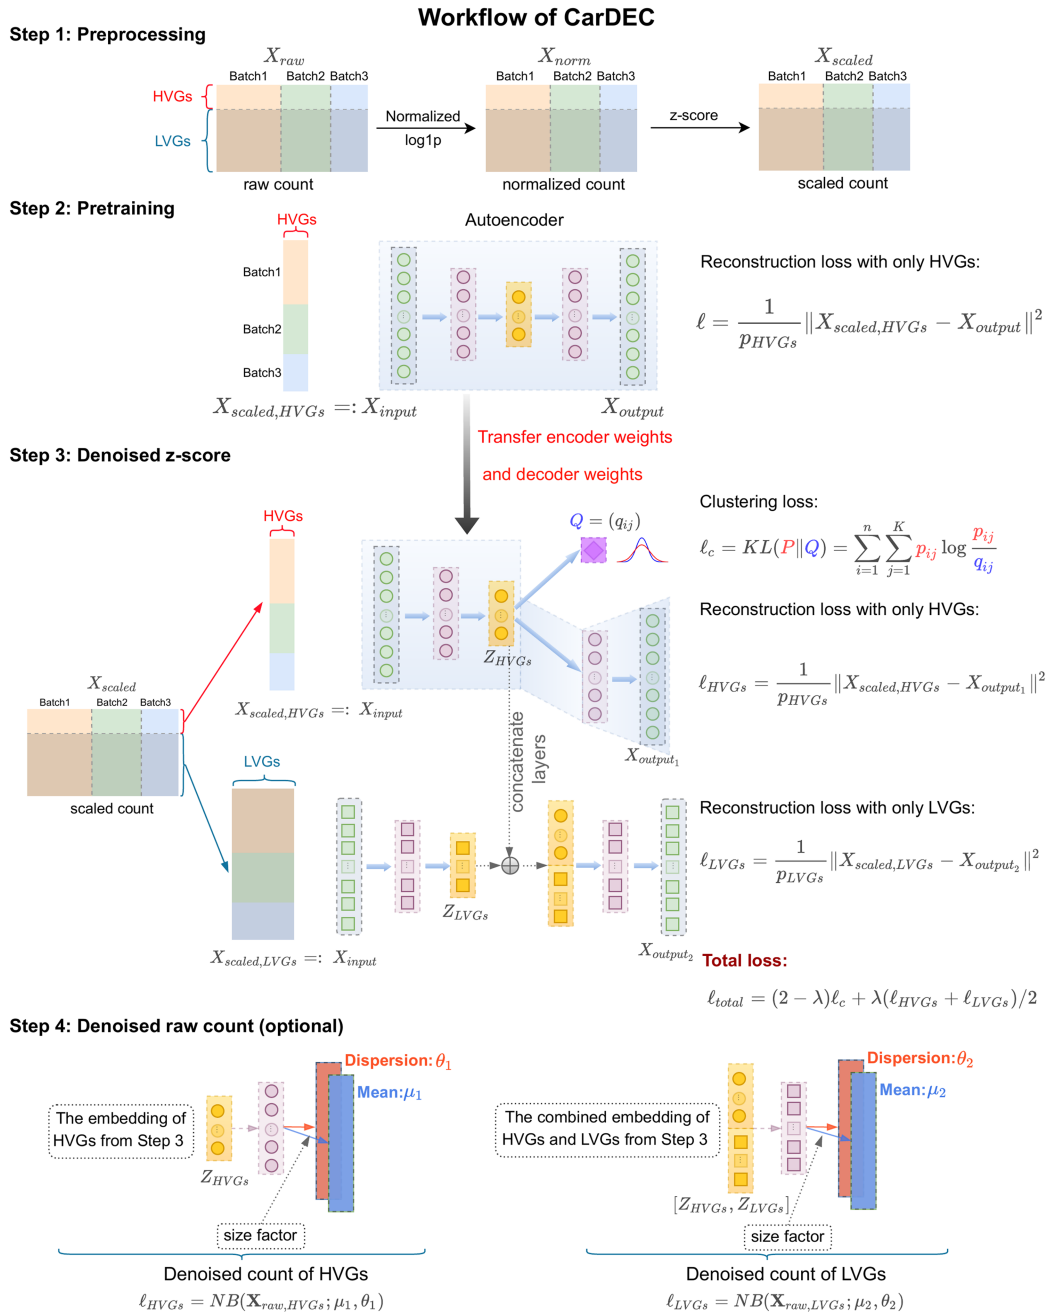 Workflow of CarDEC
Step 1: Preprocessing
X_raw
X_norm
X_scaled
Batch1 Batch2 Batch3
Batch1 Batch2 Batch3
Batch1 Batch2 Batch3
HVGs
LVGs
Normalized
log1p
z-score
raw count
normalized count
scaled count
Step 2: Pretraining
HVGs
Autoencoder
Batch1
Batch2
Batch3
Reconstruction loss with only HVGs:
ℓ = 1/p_HVGs ‖X_scaled,HVGs − X_output‖²
X_scaled,HVGs =: X_input
X_output
Transfer encoder weights
and decoder weights
Step 3: Denoised z-score
HVGs
Q = (q_ij)
Clustering loss:
ℓ_c = KL(P‖Q) = ∑_{i=1}^{n} ∑_{j=1}^{K} p_ij log p_ij/q_ij
Z_HVGs
Reconstruction loss with only HVGs:
ℓ_HVGs = 1/p_HVGs ‖X_scaled,HVGs − X_output₁‖²
X_scaled
Batch1 Batch2 Batch3
scaled count
X_scaled,HVGs =: X_input
X_output₁
concatenate
layers
LVGs
Z_LVGs
Reconstruction loss with only LVGs:
ℓ_LVGs = 1/p_LVGs ‖X_scaled,LVGs − X_output₂‖²
X_scaled,LVGs =: X_input
X_output₂
Total loss:
ℓ_total = (2 − λ)ℓ_c + λ(ℓ_HVGs + ℓ_LVGs)/2
Step 4: Denoised raw count (optional)
Dispersion:θ₁
Mean:μ₁
The embedding of
HVGs from Step 3
Z_HVGs
size factor
Denoised count of HVGs
ℓ_HVGs = NB(X_raw,HVGs; μ₁, θ₁)
Dispersion:θ₂
Mean:μ₂
The combined embedding of
HVGs and LVGs from Step 3
[Z_HVGs, Z_LVGs]
size factor
Denoised count of LVGs
ℓ_LVGs = NB(X_raw,LVGs; μ₂, θ₂)